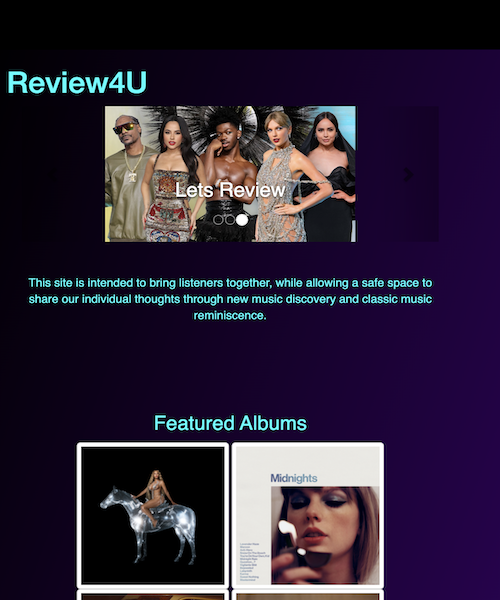 Review4U
Lets Review
This site is intended to bring listeners together, while allowing a safe space to
share our individual thoughts through new music discovery and classic music
reminiscence.
Featured Albums
Midnights